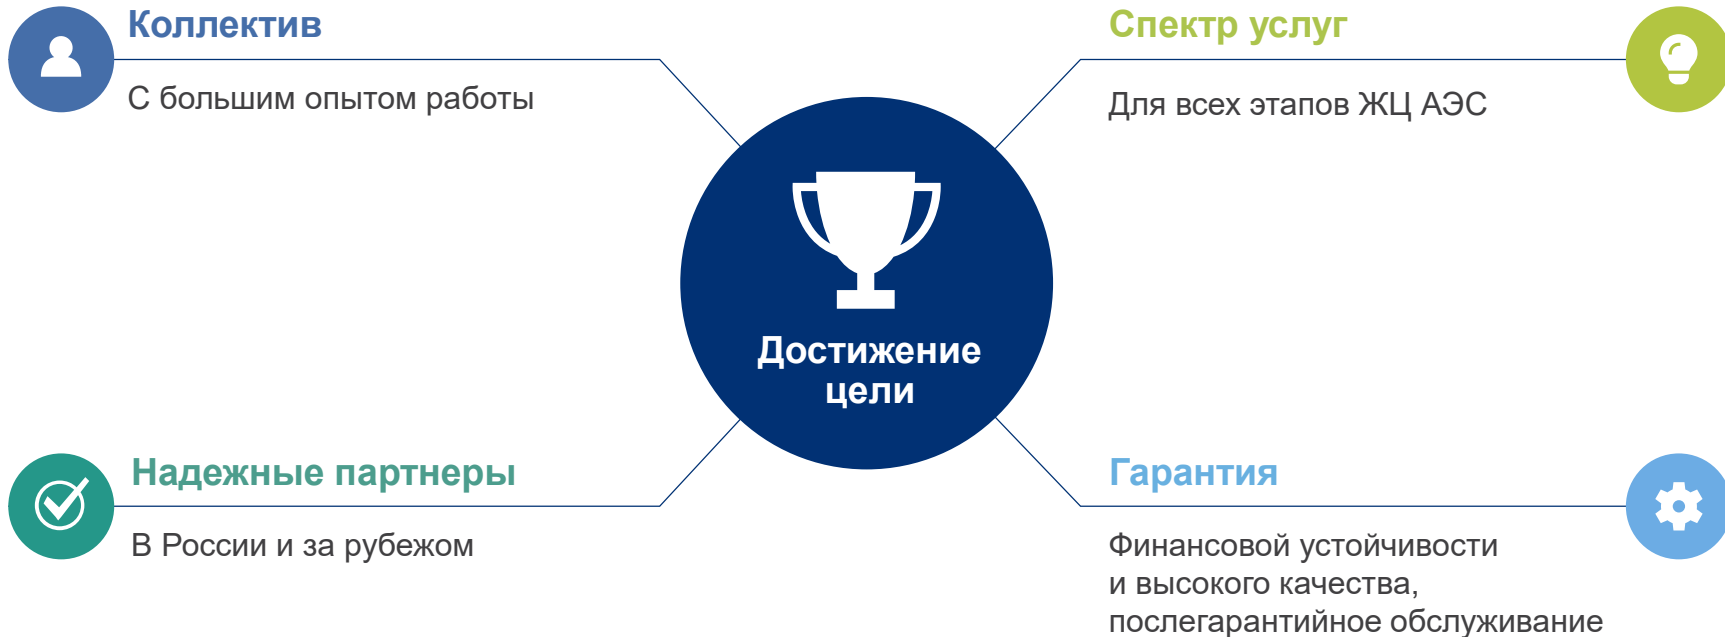 Коллектив
С большим опытом работы
Спектр услуг
Для всех этапов ЖЦ АЭС
Достижение
цели
Надежные партнеры
В России и за рубежом
Гарантия
Финансовой устойчивости
и высокого качества,
послегарантийное обслуживание